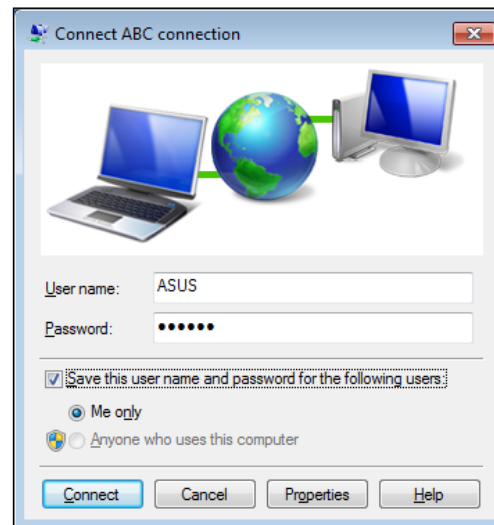 Connect ABC connection
User name:
ASUS
Password:
••••••
Save this user name and password for the following users:
Me only
Anyone who uses this computer
Connect
Cancel
Properties
Help